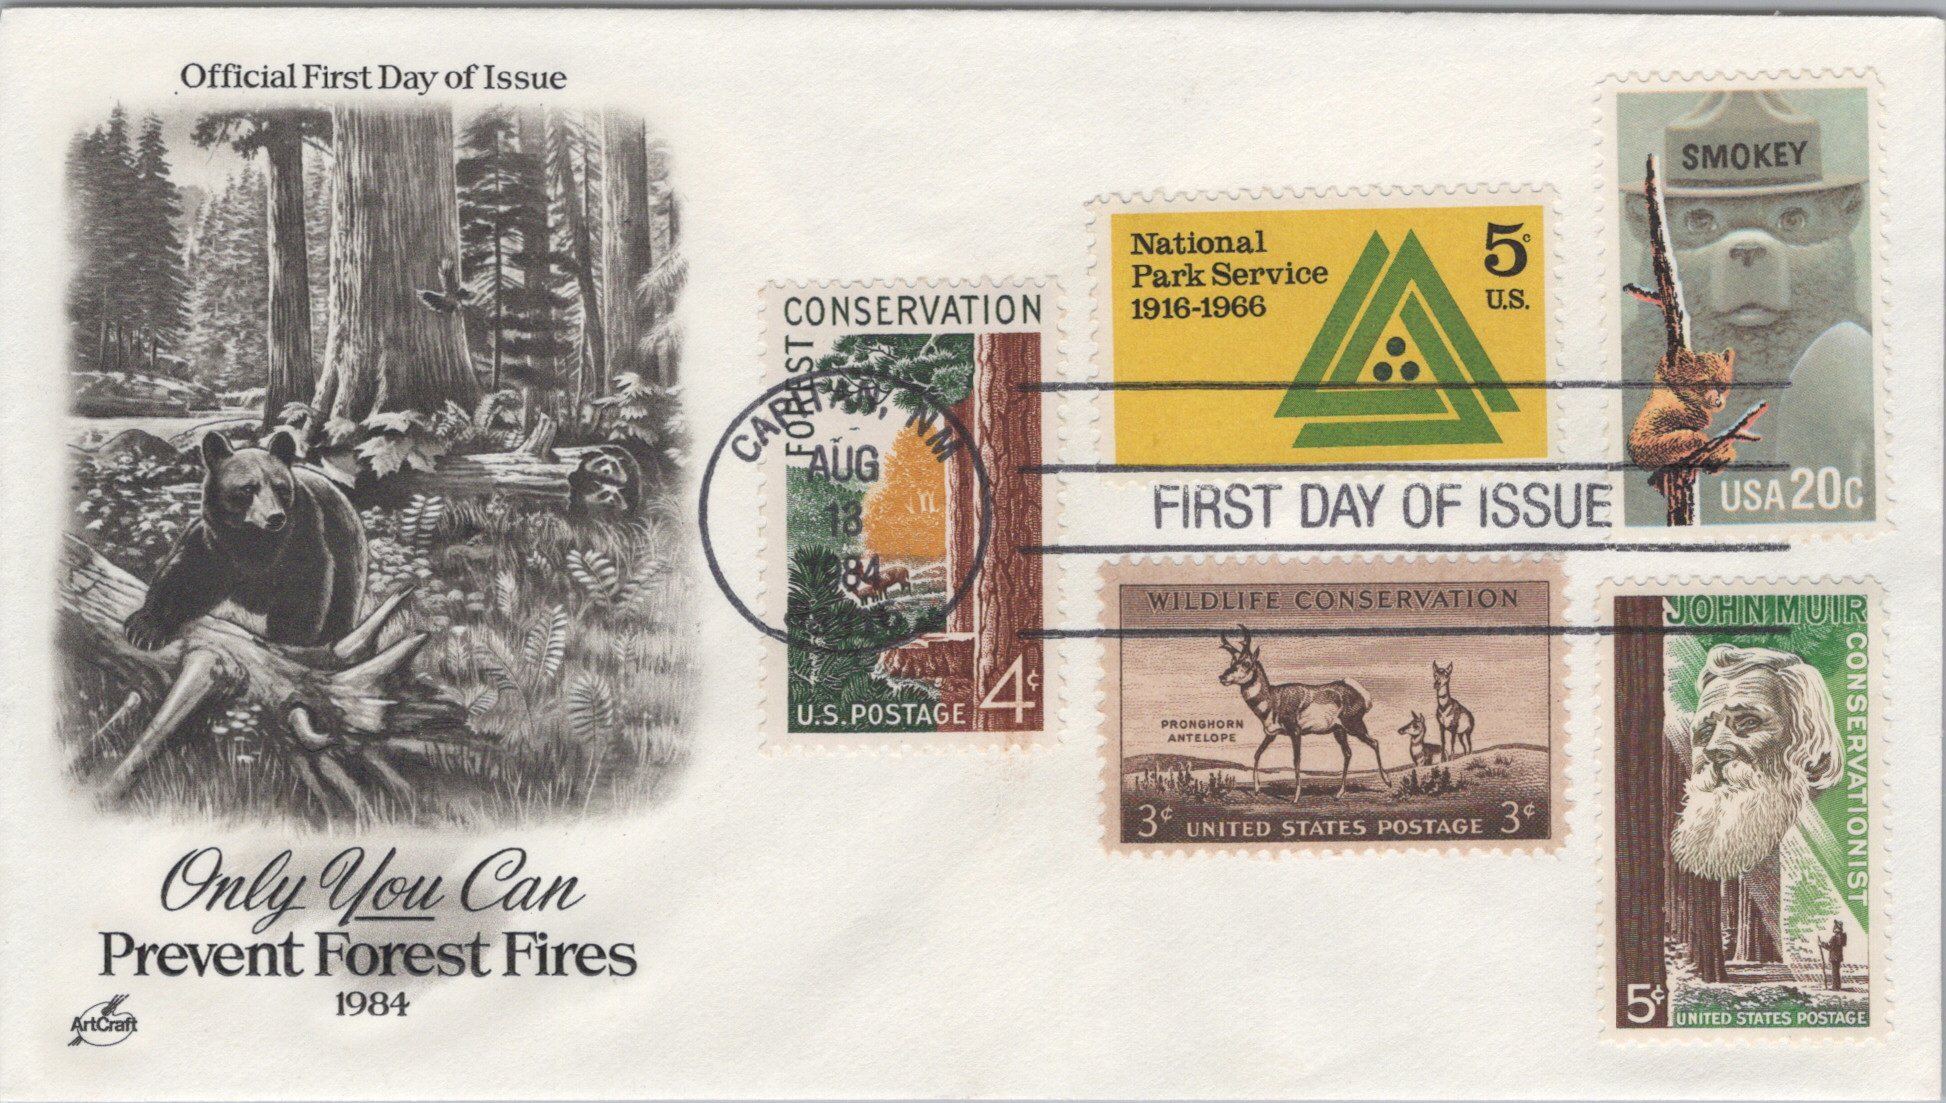 Official First Day of Issue
Only You Can
Prevent Forest Fires
1984
ArtCraft
FOREST
CONSERVATION
4¢
U.S. POSTAGE
CAPITAN, NM
AUG
13
1984
National
Park Service
1916-1966
5c
U.S.
SMOKEY
USA 20c
FIRST DAY OF ISSUE
WILDLIFE CONSERVATION
PRONGHORN
ANTELOPE
3¢ UNITED STATES POSTAGE 3¢
JOHN MUIR
CONSERVATIONIST
5¢
UNITED STATES POSTAGE